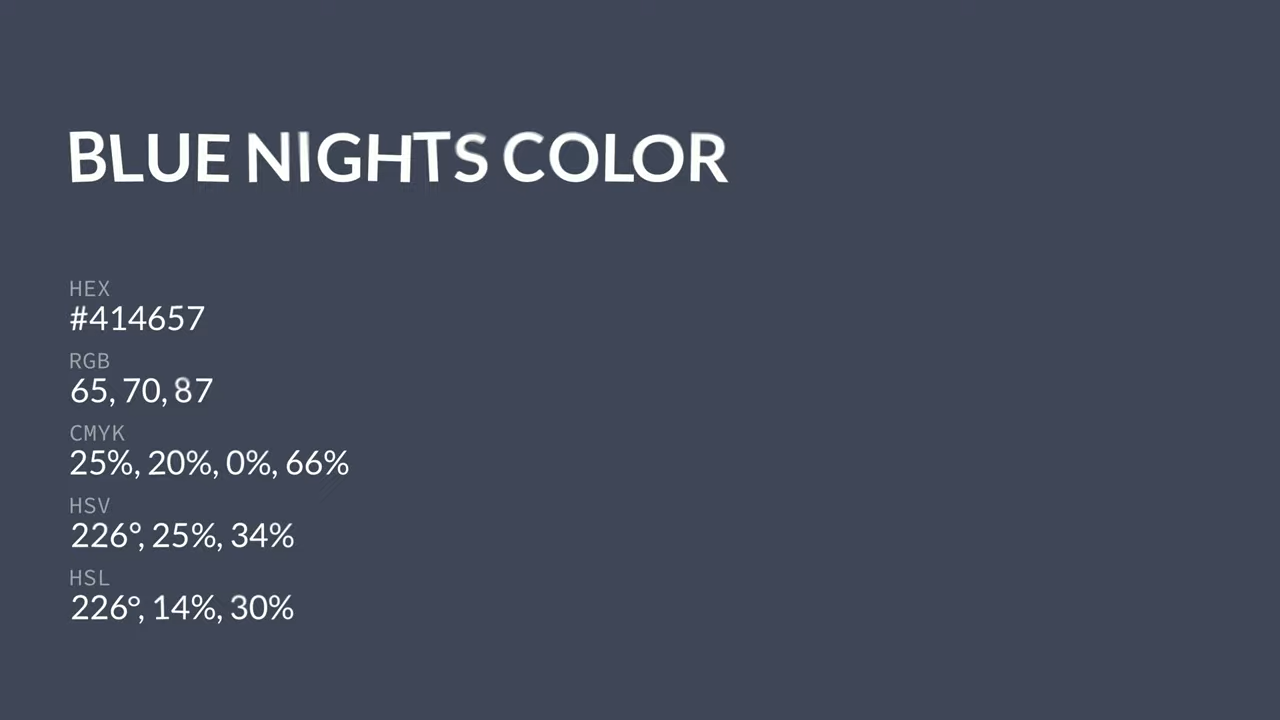 BLUE NIGHTS COLOR
HEX
#414657
RGB
65, 70, 87
CMYK
25%, 20%, 0%, 66%
HSV
226°, 25%, 34%
HSL
226°, 14%, 30%